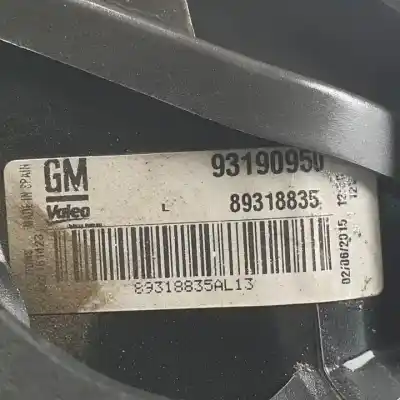 GM 93190950
Valeo L 89318835
89318835AL13
MADE IN SPAIN
02/06/2015